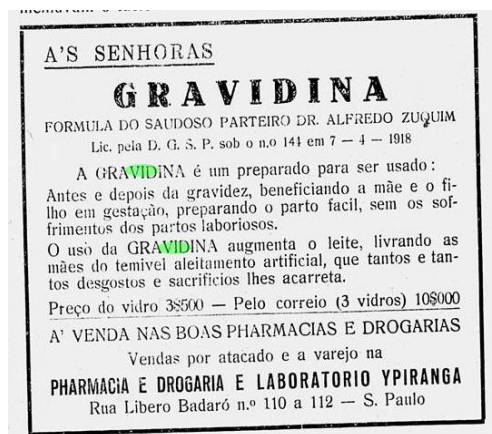 A'S SENHORAS
GRAVIDINA
FORMULA DO SAUDOSO PARTEIRO DR. ALFREDO ZUQUIM
Lic. pela D. G. S. P. sob o n.o 144 em 7 - 4 - 1918
A GRAVIDINA é um preparado para ser usado:
Antes e depois da gravidez, beneficiando a mãe e o fi-
lho em gestação, preparando o parto facil, sem os sof-
frimentos dos partos laboriosos.
O uso da GRAVIDINA augmenta o leite, livrando as
mães do temivel aleitamento artificial, que tantos e tan-
tos desgostos e sacrificios lhes acarreta.
Preço do vidro 3$500 — Pelo correio (3 vidros) 10$000
A' VENDA NAS BOAS PHARMACIAS E DROGARIAS
Vendas por atacado e a varejo na
PHARMACIA E DROGARIA E LABORATORIO YPIRANGA
Rua Libero Badaró n.º 110 a 112 — S. Paulo